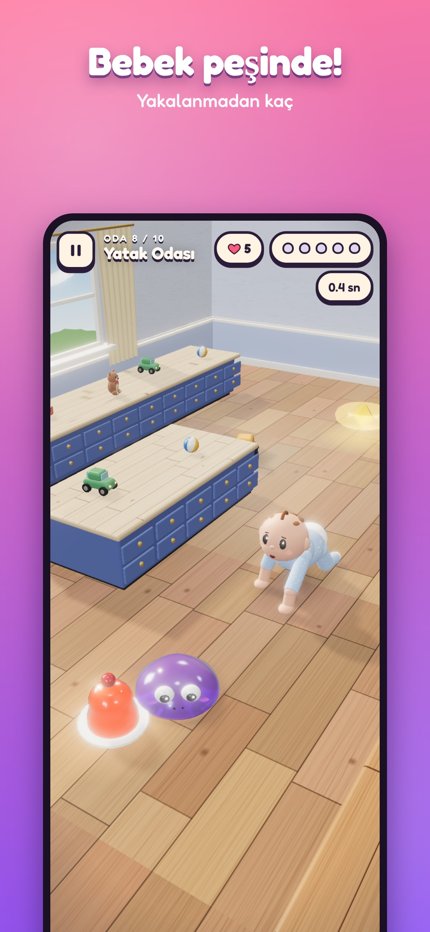 Bebek peşinde!
Yakalanmadan kaç
ODA 8 / 10
Yatak Odası
5
0.4 sn